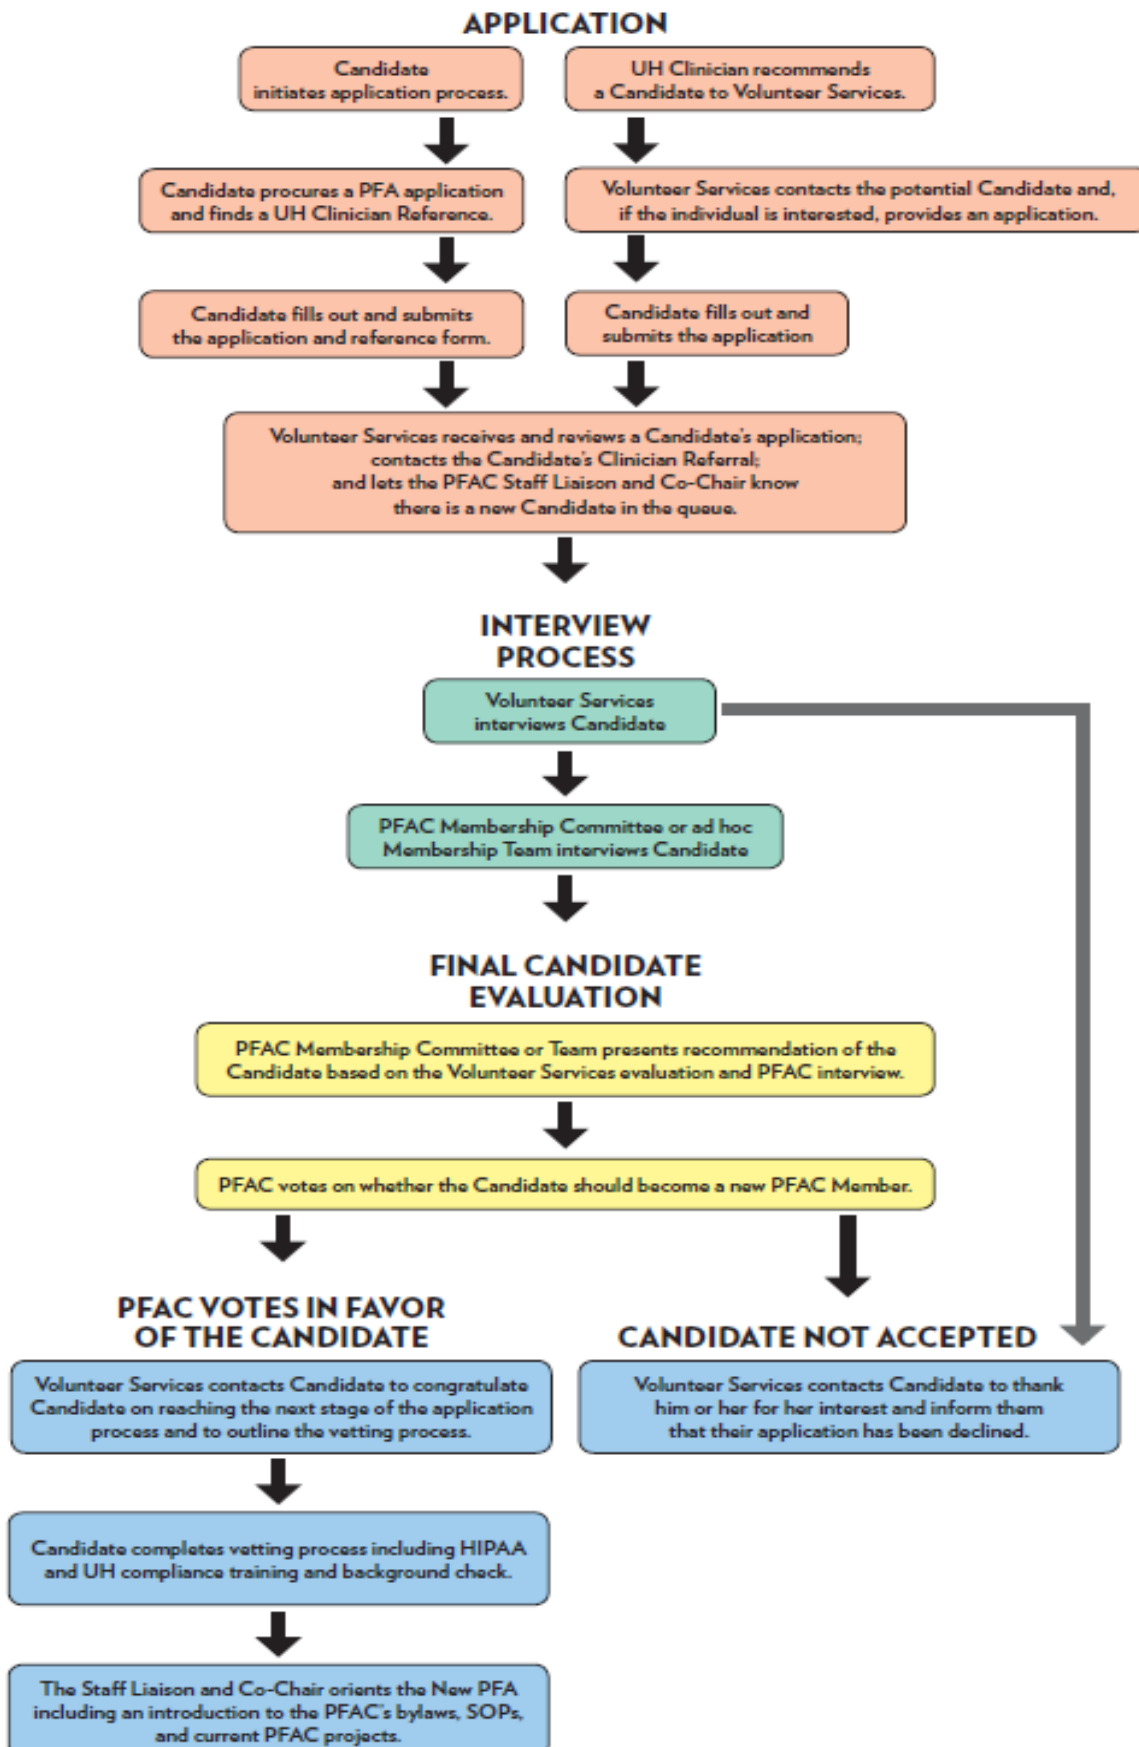 APPLICATION
Candidate
initiates application process.
UH Clinician recommends
a Candidate to Volunteer Services.
Candidate procures a PFA application
and finds a UH Clinician Reference.
Volunteer Services contacts the potential Candidate and,
if the individual is interested, provides an application.
Candidate fills out and submits
the application and reference form.
Candidate fills out and
submits the application
Volunteer Services receives and reviews a Candidate's application;
contacts the Candidate's Clinician Referral;
and lets the PFAC Staff Liaison and Co-Chair know
there is a new Candidate in the queue.
INTERVIEW
PROCESS
Volunteer Services
interviews Candidate
PFAC Membership Committee or ad hoc
Membership Team interviews Candidate
FINAL CANDIDATE
EVALUATION
PFAC Membership Committee or Team presents recommendation of the
Candidate based on the Volunteer Services evaluation and PFAC interview.
PFAC votes on whether the Candidate should become a new PFAC Member.
PFAC VOTES IN FAVOR
OF THE CANDIDATE
Volunteer Services contacts Candidate to congratulate
Candidate on reaching the next stage of the application
process and to outline the vetting process.
Candidate completes vetting process including HIPAA
and UH compliance training and background check.
The Staff Liaison and Co-Chair orients the New PFA
including an introduction to the PFAC's bylaws, SOPs,
and current PFAC projects.
CANDIDATE NOT ACCEPTED
Volunteer Services contacts Candidate to thank
him or her for her interest and inform them
that their application has been declined.